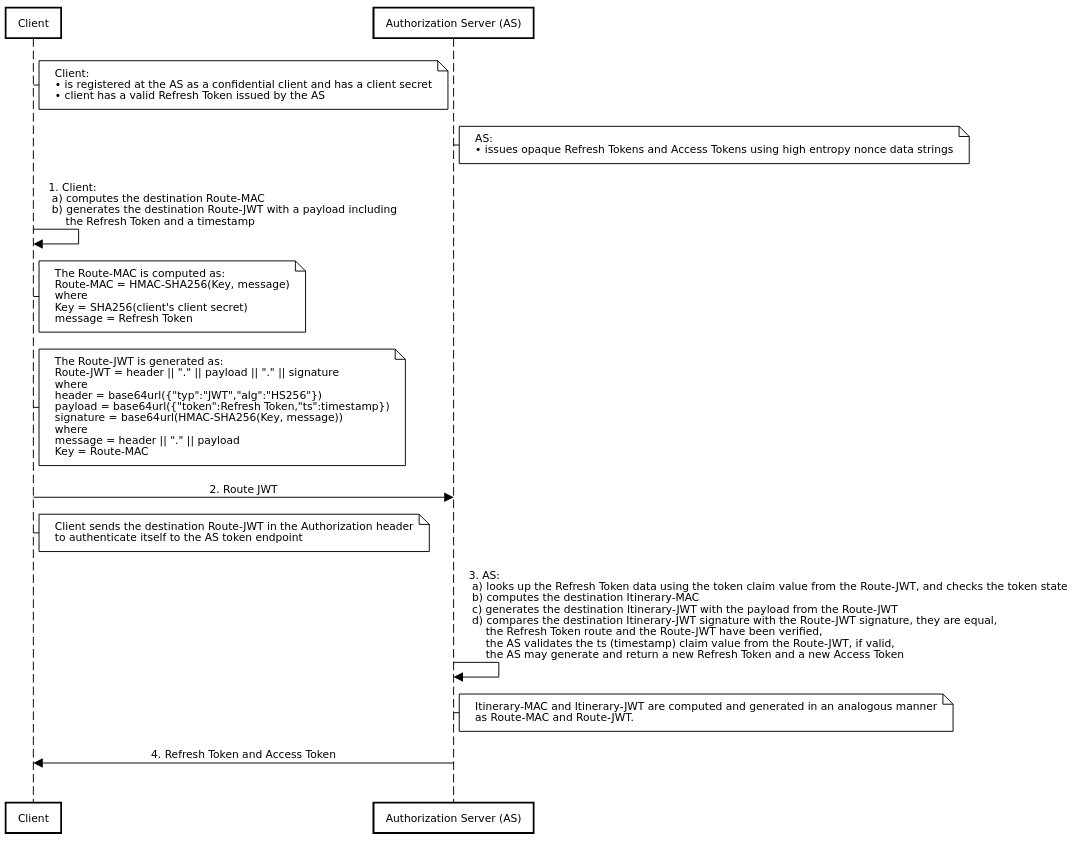 Client
Authorization Server (AS)
Client:
• is registered at the AS as a confidential client and has a client secret
• client has a valid Refresh Token issued by the AS
AS:
• issues opaque Refresh Tokens and Access Tokens using high entropy nonce data strings
1. Client:
a) computes the destination Route-MAC
b) generates the destination Route-JWT with a payload including
the Refresh Token and a timestamp
The Route-MAC is computed as:
Route-MAC = HMAC-SHA256(Key, message)
where
Key = SHA256(client's client secret)
message = Refresh Token
The Route-JWT is generated as:
Route-JWT = header || "." || payload || "." || signature
where
header = base64url({"typ":"JWT","alg":"HS256"})
payload = base64url({"token":Refresh Token,"ts":timestamp})
signature = base64url(HMAC-SHA256(Key, message))
where
message = header || "." || payload
Key = Route-MAC
2. Route JWT
Client sends the destination Route-JWT in the Authorization header
to authenticate itself to the AS token endpoint
3. AS:
a) looks up the Refresh Token data using the token claim value from the Route-JWT, and checks the token state
b) computes the destination Itinerary-MAC
c) generates the destination Itinerary-JWT with the payload from the Route-JWT
d) compares the destination Itinerary-JWT signature with the Route-JWT signature, they are equal,
the Refresh Token route and the Route-JWT have been verified,
the AS validates the ts (timestamp) claim value from the Route-JWT, if valid,
the AS may generate and return a new Refresh Token and a new Access Token
Itinerary-MAC and Itinerary-JWT are computed and generated in an analogous manner
as Route-MAC and Route-JWT.
4. Refresh Token and Access Token
Client
Authorization Server (AS)